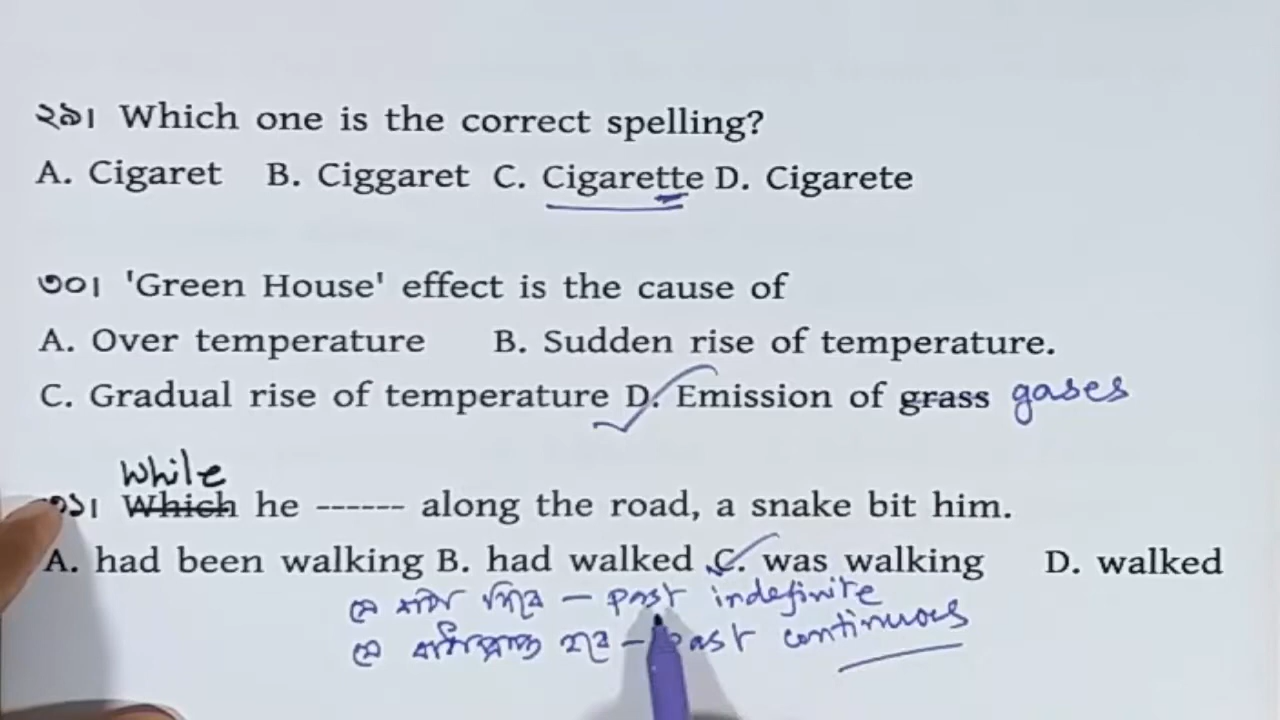 ২৯। Which one is the correct spelling?
A. Cigaret B. Ciggaret C. Cigarette D. Cigarete
৩০। 'Green House' effect is the cause of
A. Over temperature B. Sudden rise of temperature.
C. Gradual rise of temperature D. Emission of grass gases
While
৩১। Which he ------ along the road, a snake bit him.
A. had been walking B. had walked C. was walking D. walked
যে – past indefinite
যে – past continuous